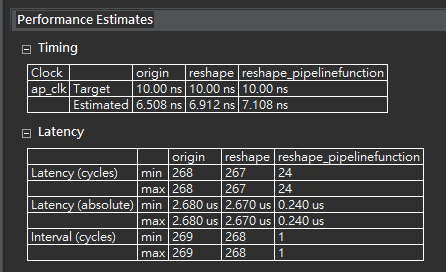 Performance Estimates
Timing
Clock origin reshape reshape_pipelinefunction
ap_clk Target 10.00 ns 10.00 ns 10.00 ns
Estimated 6.508 ns 6.912 ns 7.108 ns
Latency
origin reshape reshape_pipelinefunction
Latency (cycles) min 268 267 24
max 268 267 24
Latency (absolute) min 2.680 us 2.670 us 0.240 us
max 2.680 us 2.670 us 0.240 us
Interval (cycles) min 269 268 1
max 269 268 1